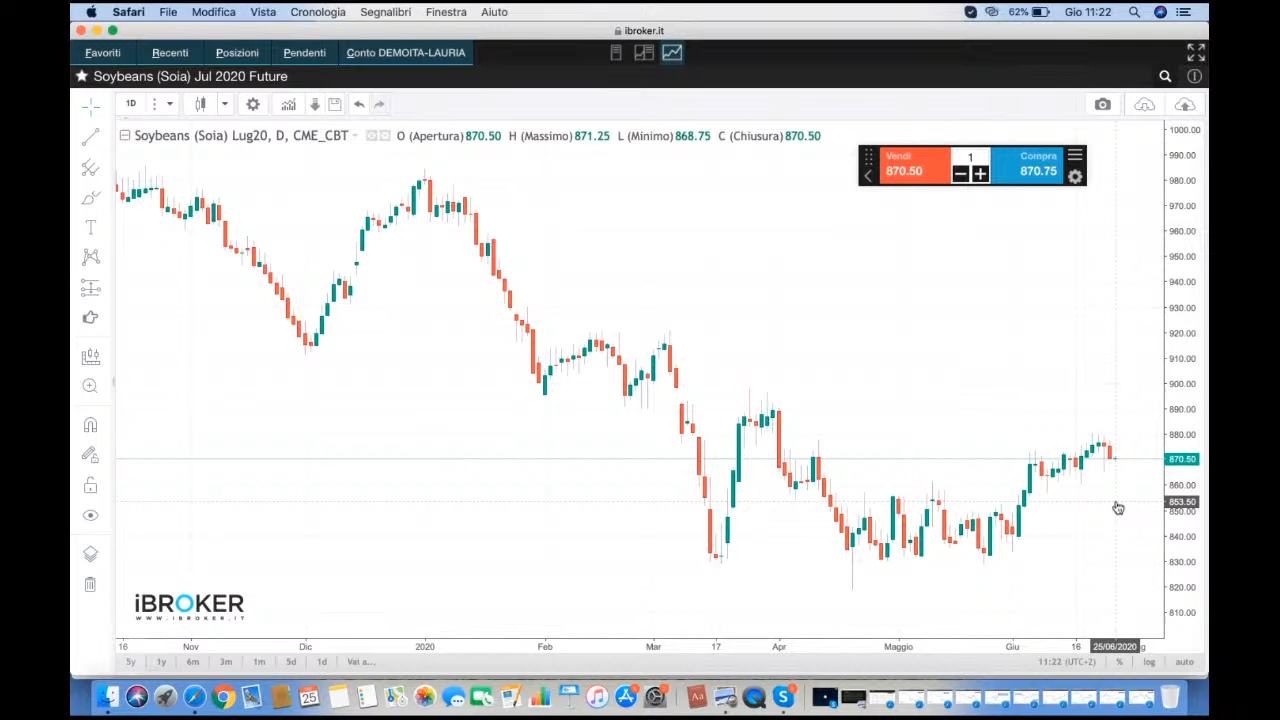 Safari File Modifica Vista Cronologia Segnalibri Finestra Aiuto 62% Gio 11:22
ibroker.it
Favoriti Recenti Posizioni Pendenti Conto DEMOITA-LAURIA
Soybeans (Soia) Jul 2020 Future
1D
Soybeans (Soia) Lug20, D, CME_CBT O (Apertura)870.50 H (Massimo)871.25 L (Minimo)868.75 C (Chiusura)870.50
Vendi 1 Compra
870.50 870.75
1000.00
990.00
980.00
970.00
960.00
950.00
940.00
930.00
920.00
910.00
900.00
890.00
880.00
870.50
860.00
853.50
850.00
840.00
830.00
820.00
810.00
iBROKER
WWW.IBROKER.IT
16 Nov Dic 2020 Feb Mar 17 Apr Maggio Giu 16 25/06/2020
5y 1y 6m 3m 1m 5d 1d Vai a... 11:22 (UTC+2) % log auto
25